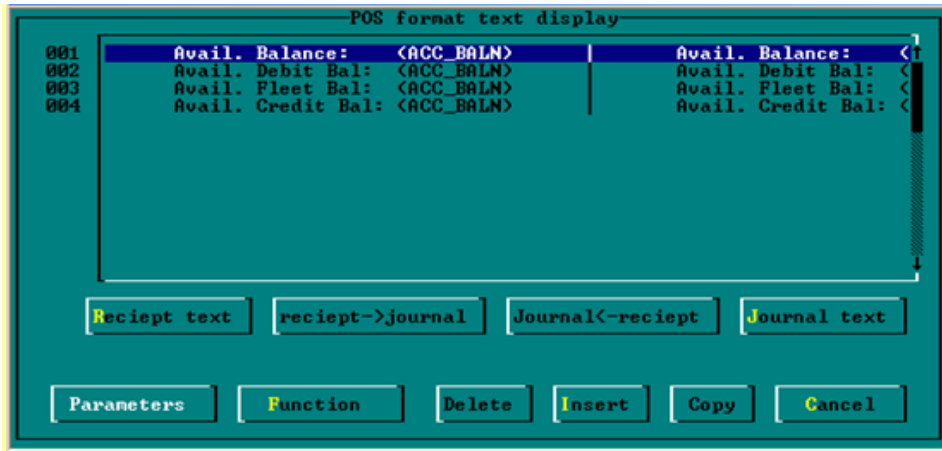 POS format text display
001 Avail. Balance: <ACC_BALN> | Avail. Balance: <
002 Avail. Debit Bal: <ACC_BALN> | Avail. Debit Bal: <
003 Avail. Fleet Bal: <ACC_BALN> | Avail. Fleet Bal: <
004 Avail. Credit Bal: <ACC_BALN> | Avail. Credit Bal: <
Reciept text reciept->journal Journal<-reciept Journal text
Parameters Function Delete Insert Copy Cancel